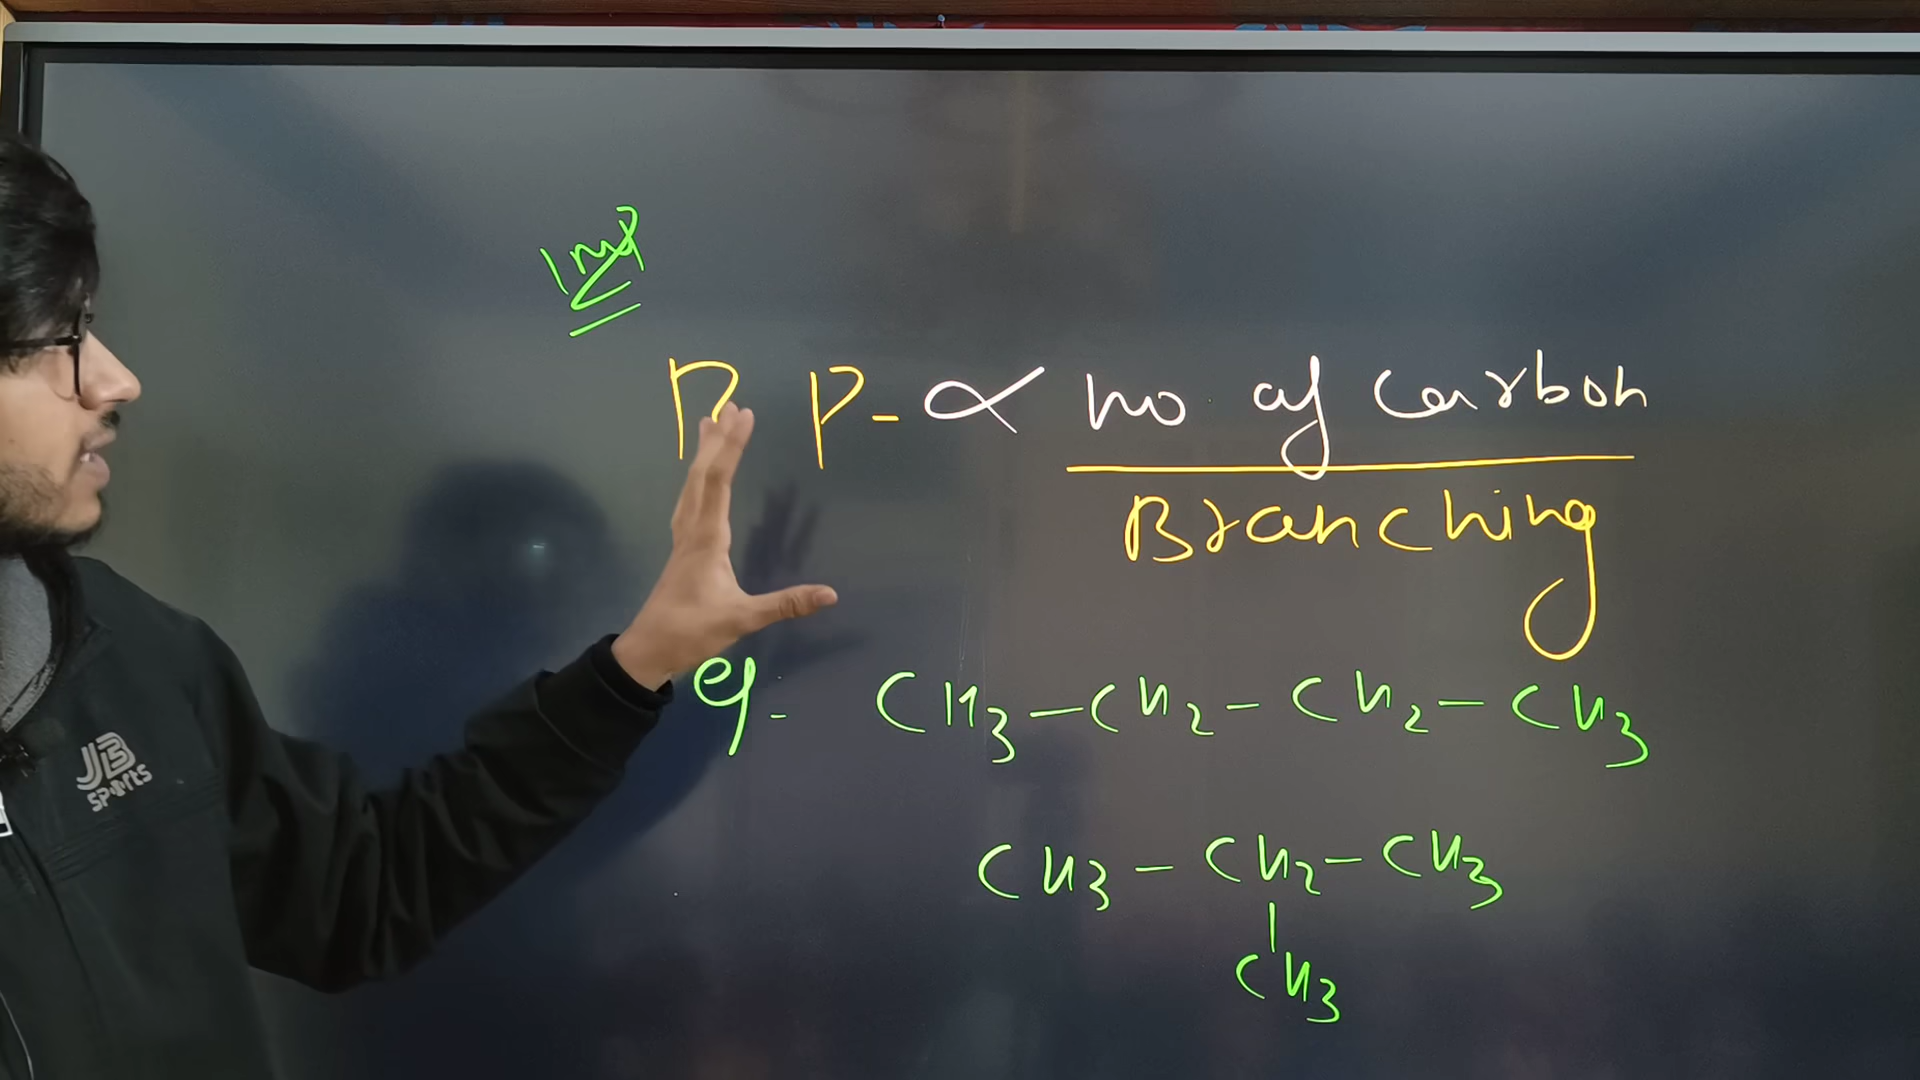 Imp
P- ∝ no of carbon
Branching
eg- CH3-CH2-CH2-CH3
CH3-CH2-CH3
|
CH3
JB
SPORTS